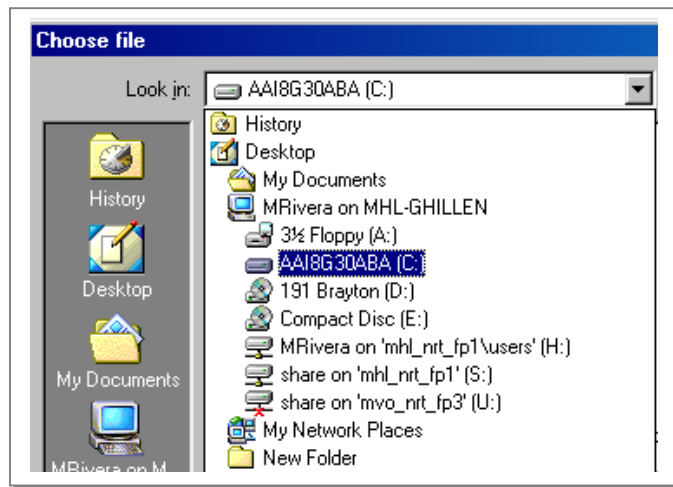 Choose file
Look in:
AAI8G30ABA (C:)
History
Desktop
My Documents
MRivera on MHL-GHILLEN
3½ Floppy (A:)
AAI8G30ABA (C:)
191 Brayton (D:)
Compact Disc (E:)
MRivera on 'mhl_nrt_fp1\users' (H:)
share on 'mhl_nrt_fp1' (S:)
share on 'mvo_nrt_fp3' (U:)
My Network Places
New Folder
History
Desktop
My Documents
MRivera on M...